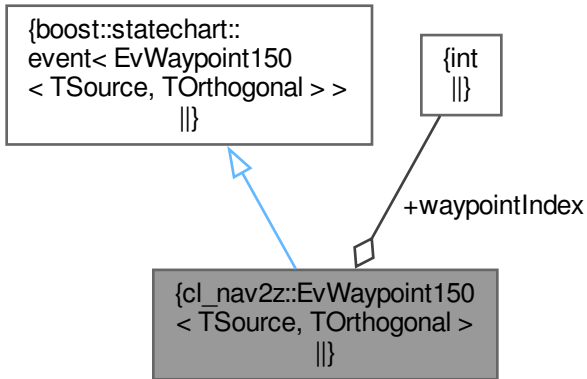 {boost::statechart::
event< EvWaypoint150
< TSource, TOrthogonal > >
||}
{int
||}
+waypointIndex
{cl_nav2z::EvWaypoint150
< TSource, TOrthogonal >
||}